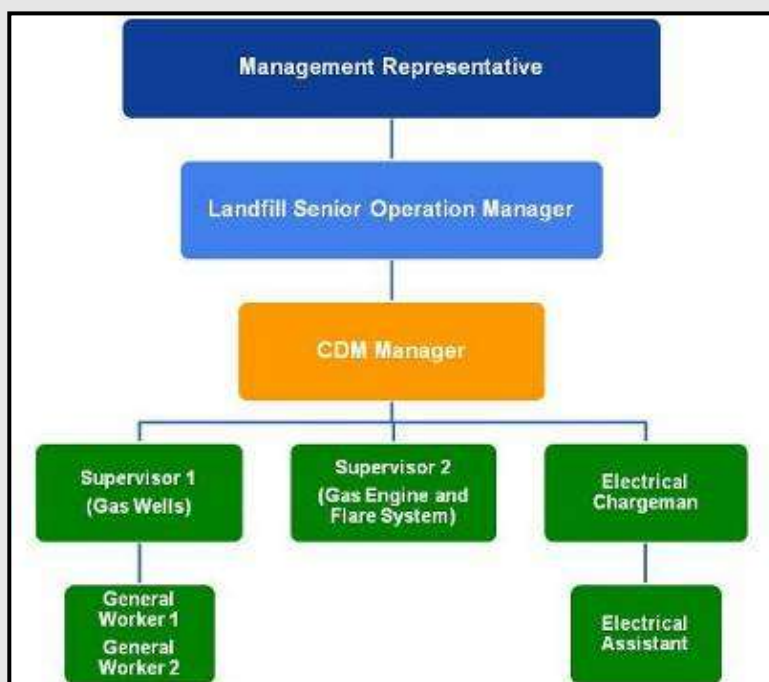 Management Representative
Landfill Senior Operation Manager
CDM Manager
Supervisor 1
(Gas Wells)
Supervisor 2
(Gas Engine and
Flare System)
Electrical
Chargeman
General
Worker 1
General
Worker 2
Electrical
Assistant